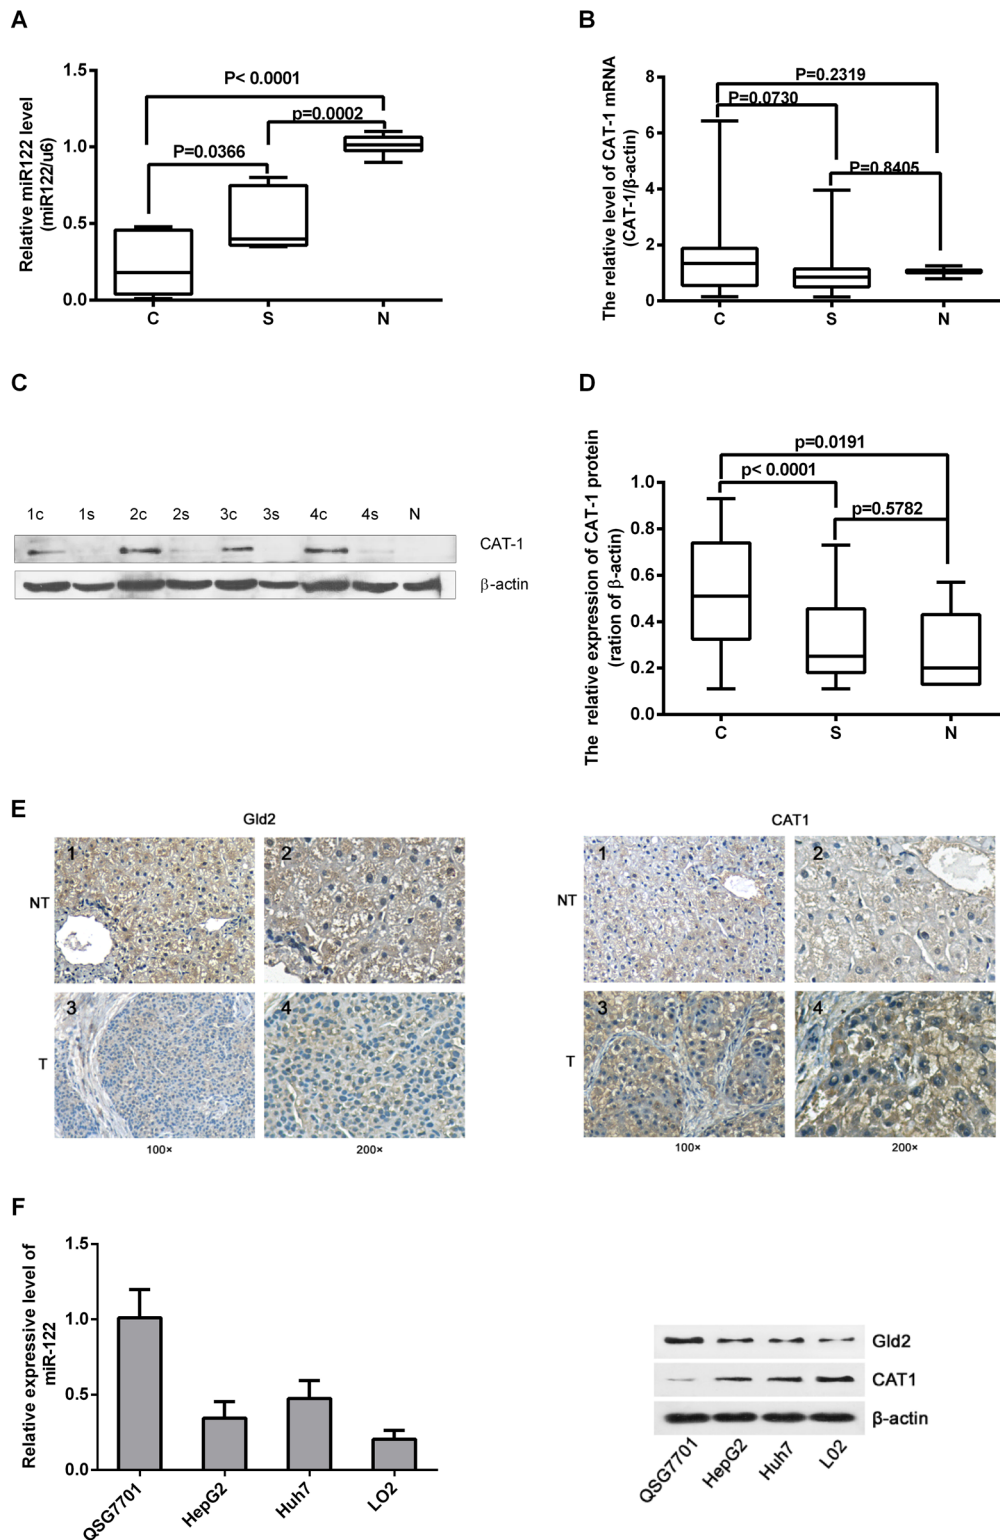 A
Relative miR122 level
(miR122/u6)
1.5
1.0
0.5
0.0
P< 0.0001
p=0.0002
P=0.0366
C
S
N
B
The relative level of CAT-1 mRNA
(CAT-1/β-actin)
8
6
4
2
0
P=0.2319
P=0.0730
P=0.8405
C
S
N
C
1c 1s 2c 2s 3c 3s 4c 4s N
CAT-1
β-actin
D
The relative expression of CAT-1 protein
(ration of β-actin)
1.0
0.8
0.6
0.4
0.2
0.0
p=0.0191
p< 0.0001
p=0.5782
C
S
N
E
Gld2
NT
1
2
T
3
4
100×
200×
CAT1
NT
1
2
T
3
4
100×
200×
F
Relative expressive level of
miR-122
1.5
1.0
0.5
0.0
QSG7701
HepG2
Huh7
LO2
Gld2
CAT1
β-actin
QSG7701
HepG2
Huh7
L02